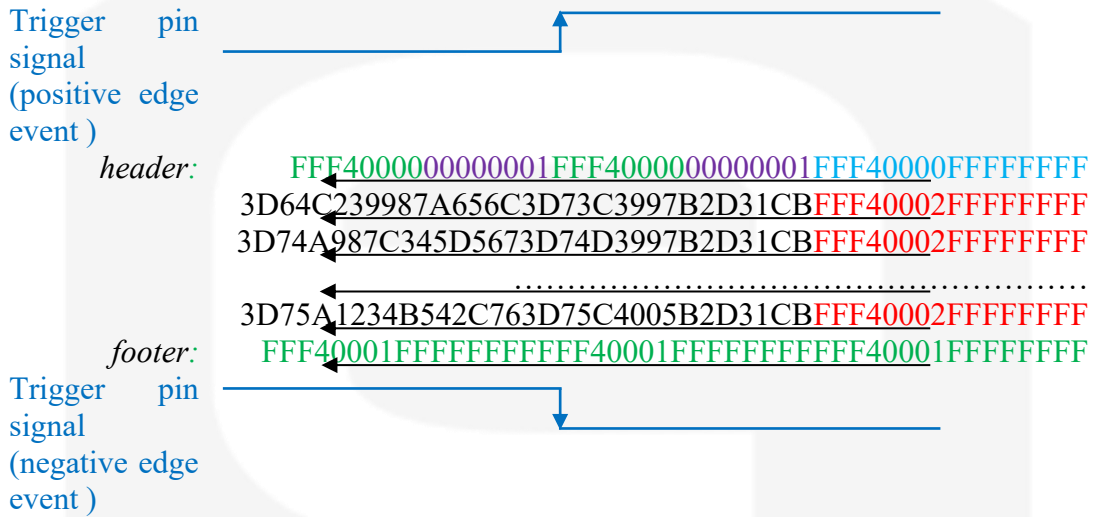 Trigger pin
signal
(positive edge
event )
header: FFF4000000000001FFF4000000000001FFF40000FFFFFFFF
3D64C239987A656C3D73C3997B2D31CBFFF40002FFFFFFFF
3D74A987C345D5673D74D3997B2D31CBFFF40002FFFFFFFF
……………………………………………
3D75A1234B542C763D75C4005B2D31CBFFF40002FFFFFFFF
footer: FFF40001FFFFFFFFFFF40001FFFFFFFFFFF40001FFFFFFFF
Trigger pin
signal
(negative edge
event )